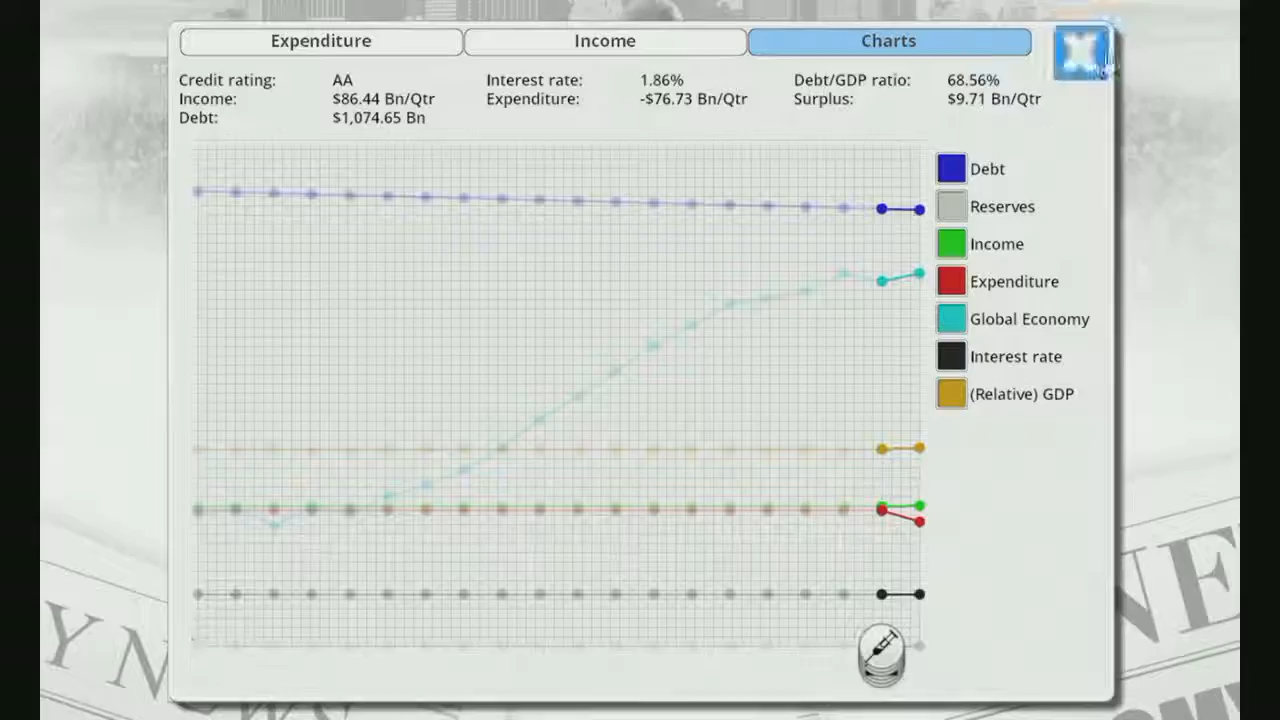 Expenditure Income Charts
Credit rating: AA Interest rate: 1.86% Debt/GDP ratio: 68.56%
Income: $86.44 Bn/Qtr Expenditure: -$76.73 Bn/Qtr Surplus: $9.71 Bn/Qtr
Debt: $1,074.65 Bn
Debt
Reserves
Income
Expenditure
Global Economy
Interest rate
(Relative) GDP